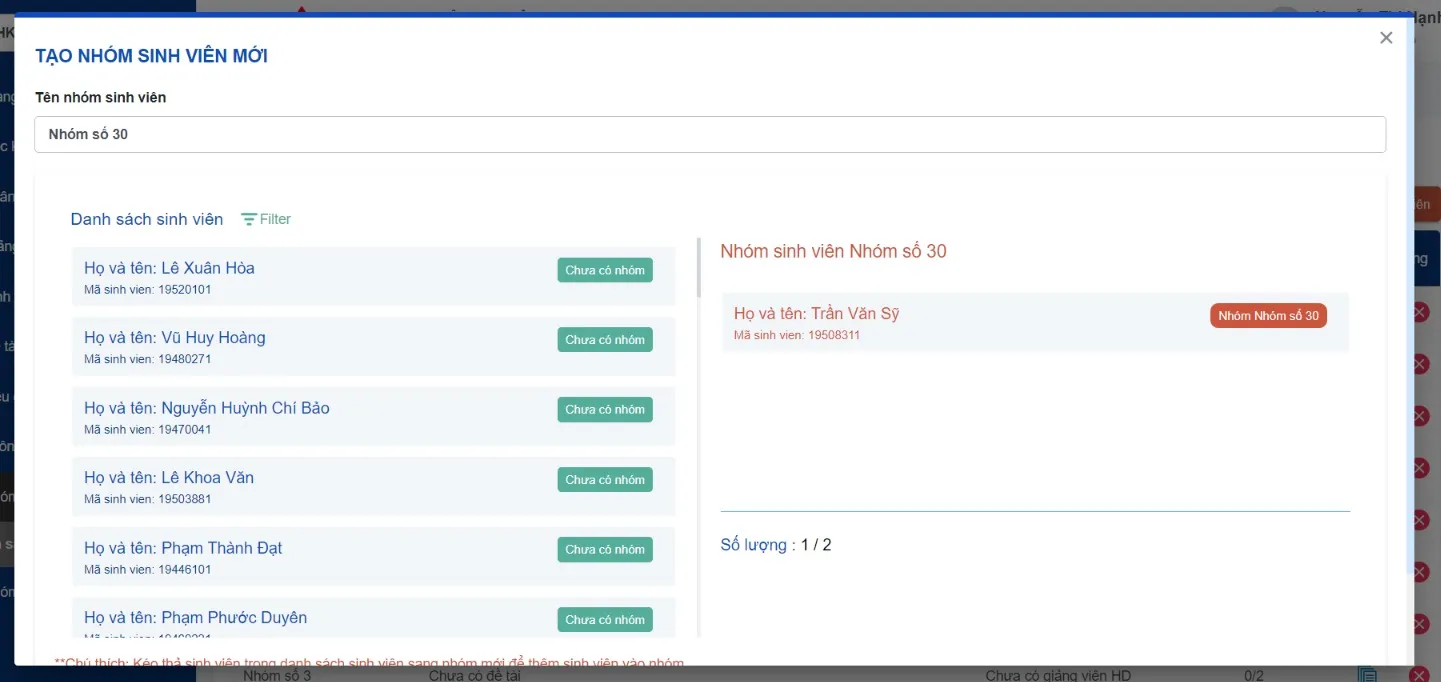 TẠO NHÓM SINH VIÊN MỚI
Tên nhóm sinh viên
Nhóm số 30
Danh sách sinh viên
Filter
Họ và tên: Lê Xuân Hòa
Chưa có nhóm
Mã sinh vien: 19520101
Họ và tên: Vũ Huy Hoàng
Chưa có nhóm
Mã sinh vien: 19480271
Họ và tên: Nguyễn Huỳnh Chí Bảo
Chưa có nhóm
Mã sinh vien: 19470041
Họ và tên: Lê Khoa Văn
Chưa có nhóm
Mã sinh vien: 19503881
Họ và tên: Phạm Thành Đạt
Chưa có nhóm
Mã sinh vien: 19446101
Họ và tên: Phạm Phước Duyên
Chưa có nhóm
Mã sinh vien:
Nhóm sinh viên Nhóm số 30
Họ và tên: Trần Văn Sỹ
Nhóm Nhóm số 30
Mã sinh vien: 19508311
Số lượng : 1 / 2
**Chú thích: Kéo thả sinh viên trong danh sách sinh viên sang nhóm mới để thêm sinh viên vào nhóm
Nhóm số 3
Chưa có đề tài
Chưa có giảng viên HD
0/2